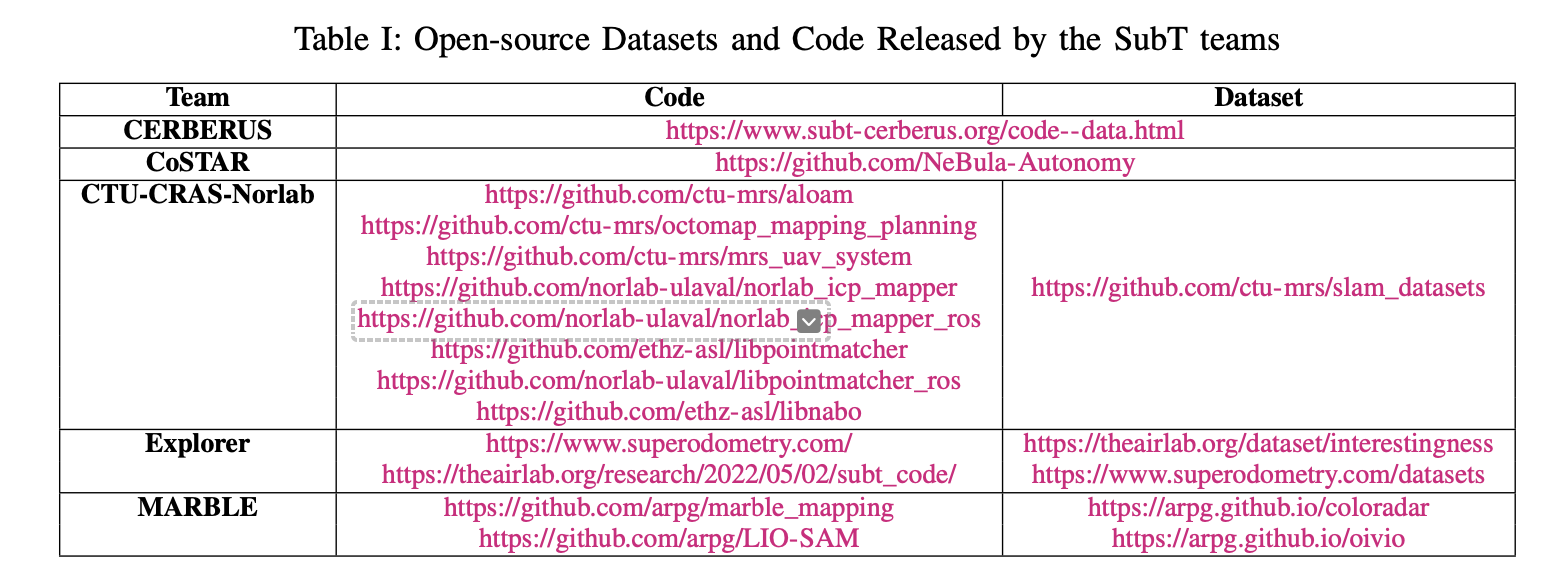 Table I: Open-source Datasets and Code Released by the SubT teams
Team Code Dataset
CERBERUS https://www.subt-cerberus.org/code--data.html
CoSTAR https://github.com/NeBula-Autonomy
CTU-CRAS-Norlab https://github.com/ctu-mrs/aloam
https://github.com/ctu-mrs/octomap_mapping_planning
https://github.com/ctu-mrs/mrs_uav_system
https://github.com/norlab-ulaval/norlab_icp_mapper https://github.com/ctu-mrs/slam_datasets
https://github.com/norlab-ulaval/norlab_icp_mapper_ros
https://github.com/ethz-asl/libpointmatcher
https://github.com/norlab-ulaval/libpointmatcher_ros
https://github.com/ethz-asl/libnabo
Explorer https://www.superodometry.com/ https://theairlab.org/dataset/interestingness
https://theairlab.org/research/2022/05/02/subt_code/ https://www.superodometry.com/datasets
MARBLE https://github.com/arpg/marble_mapping https://arpg.github.io/coloradar
https://github.com/arpg/LIO-SAM https://arpg.github.io/oivio